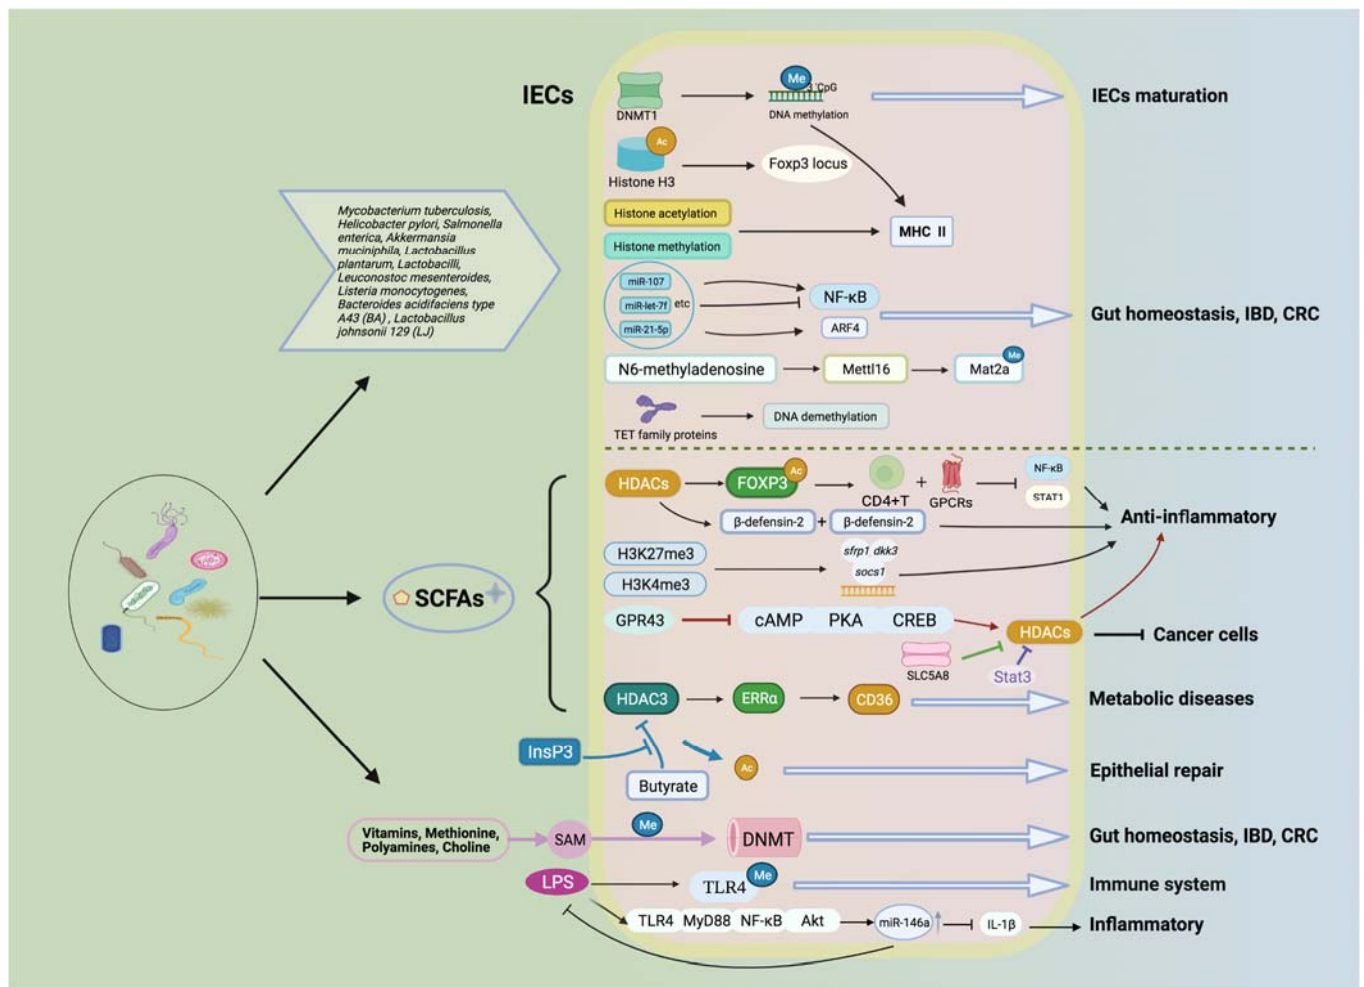 IECs
DNMT1
Me
3 'CpG
DNA methylation
IECs maturation
Ac
Histone H3
Foxp3 locus
Mycobacterium tuberculosis,
Helicobacter pylori, Salmonella
enterica, Akkermansia
muciniphila, Lactobacillus
plantarum, Lactobacilli,
Leuconostoc mesenteroides,
Listeria monocytogenes,
Bacteroides acidifaciens type
A43 (BA) , Lactobacillus
johnsonii 129 (LJ)
Histone acetylation
Histone methylation
MHC II
miR-107
miR-let-7f
etc
miR-21-5p
NF-κB
ARF4
Gut homeostasis, IBD, CRC
N6-methyladenosine
Mettl16
Mat2a
Me
TET family proteins
DNA demethylation
HDACs
FOXP3
Ac
CD4+T
+
GPCRs
NF-κB
STAT1
β-defensin-2
+
β-defensin-2
Anti-inflammatory
H3K27me3
H3K4me3
sfrp1 dkk3
socs1
SCFAs
GPR43
cAMP PKA CREB
HDACs
Cancer cells
SLC5A8
Stat3
HDAC3
ERRα
CD36
Metabolic diseases
InsP3
Butyrate
Ac
Epithelial repair
Vitamins, Methionine,
Polyamines, Choline
SAM
Me
DNMT
Gut homeostasis, IBD, CRC
LPS
TLR4
Me
Immune system
TLR4 MyD88 NF-κB Akt
miR-146a
IL-1β
Inflammatory